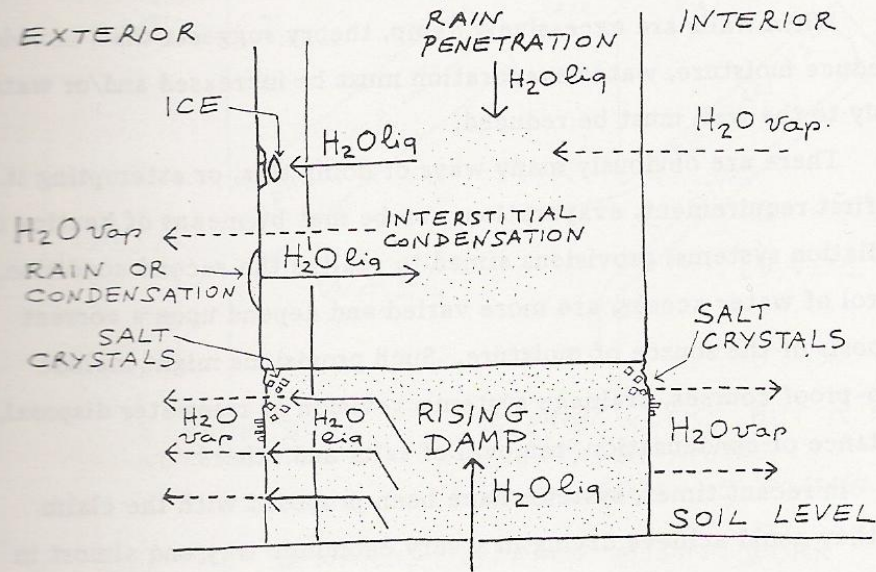 EXTERIOR
RAIN
PENETRATION
INTERIOR
H₂O liq
ICE
H₂O liq
H₂O vap.
H₂O vap
INTERSTITIAL
CONDENSATION
RAIN OR
CONDENSATION
H₂O liq
SALT
CRYSTALS
SALT
CRYSTALS
H₂O
vap
H₂O
liq
RISING
DAMP
H₂O vap
H₂O liq
SOIL LEVEL